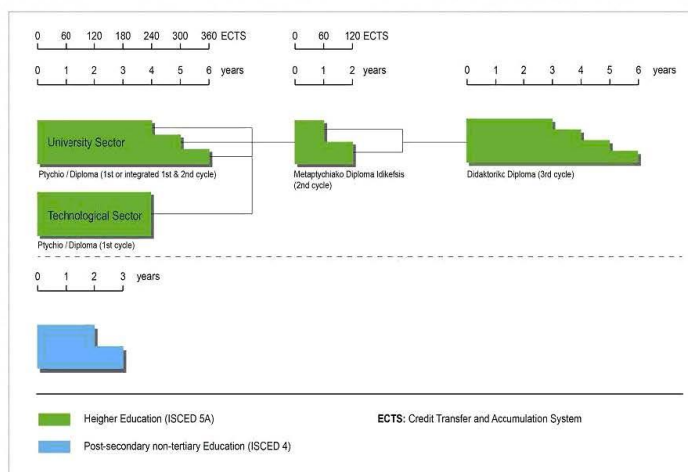 0 60 120 180 240 300 360 ECTS
0 60 120 ECTS
0 1 2 3 4 5 6 years
0 1 2 years
0 1 2 3 4 5 6 years
University Sector
Ptychio / Diploma (1st or integrated 1st & 2nd cycle)
Metaptychiako Diploma Idikefsis
(2nd cycle)
Didaktoriko Diploma (3rd cycle)
Technological Sector
Ptychio / Diploma (1st cycle)
0 1 2 3 years
Heigher Education (ISCED 5A)
ECTS: Credit Transfer and Accumulation System
Post-secondary non-tertiary Education (ISCED 4)